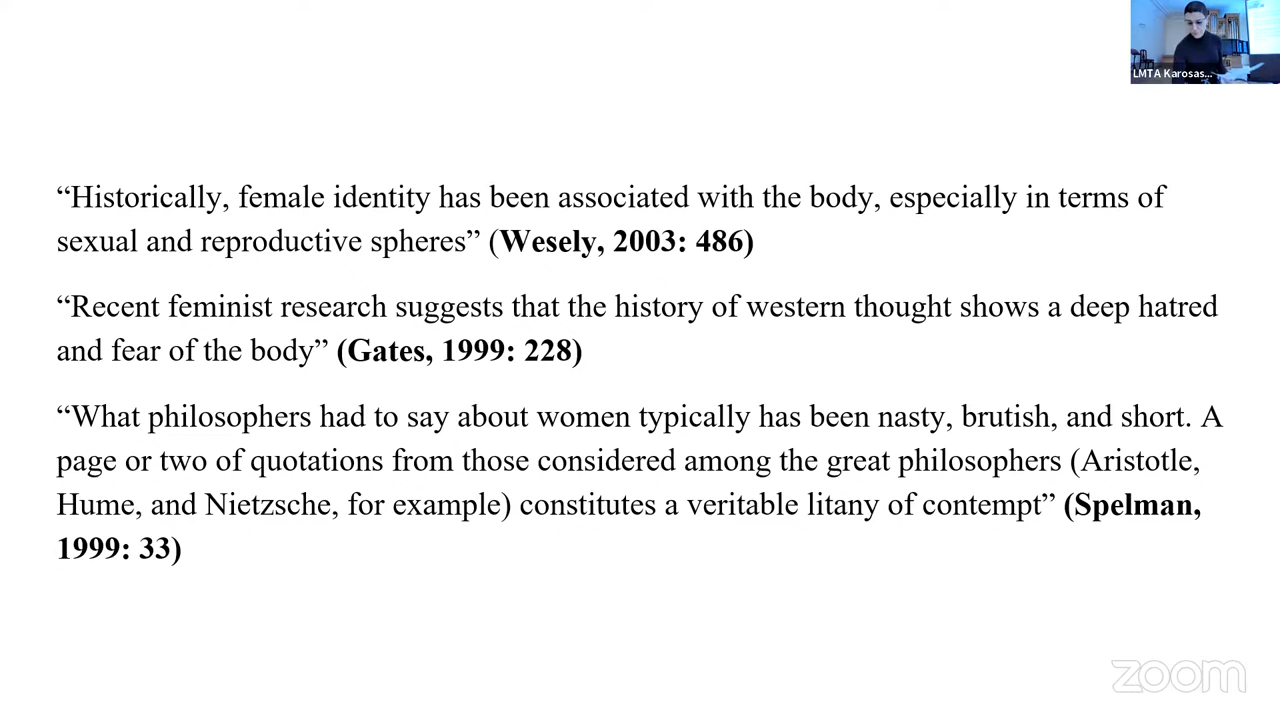 LMTA Karosas...
“Historically, female identity has been associated with the body, especially in terms of
sexual and reproductive spheres” (Wesely, 2003: 486)
“Recent feminist research suggests that the history of western thought shows a deep hatred
and fear of the body” (Gates, 1999: 228)
“What philosophers had to say about women typically has been nasty, brutish, and short. A
page or two of quotations from those considered among the great philosophers (Aristotle,
Hume, and Nietzsche, for example) constitutes a veritable litany of contempt” (Spelman,
1999: 33)
zoom